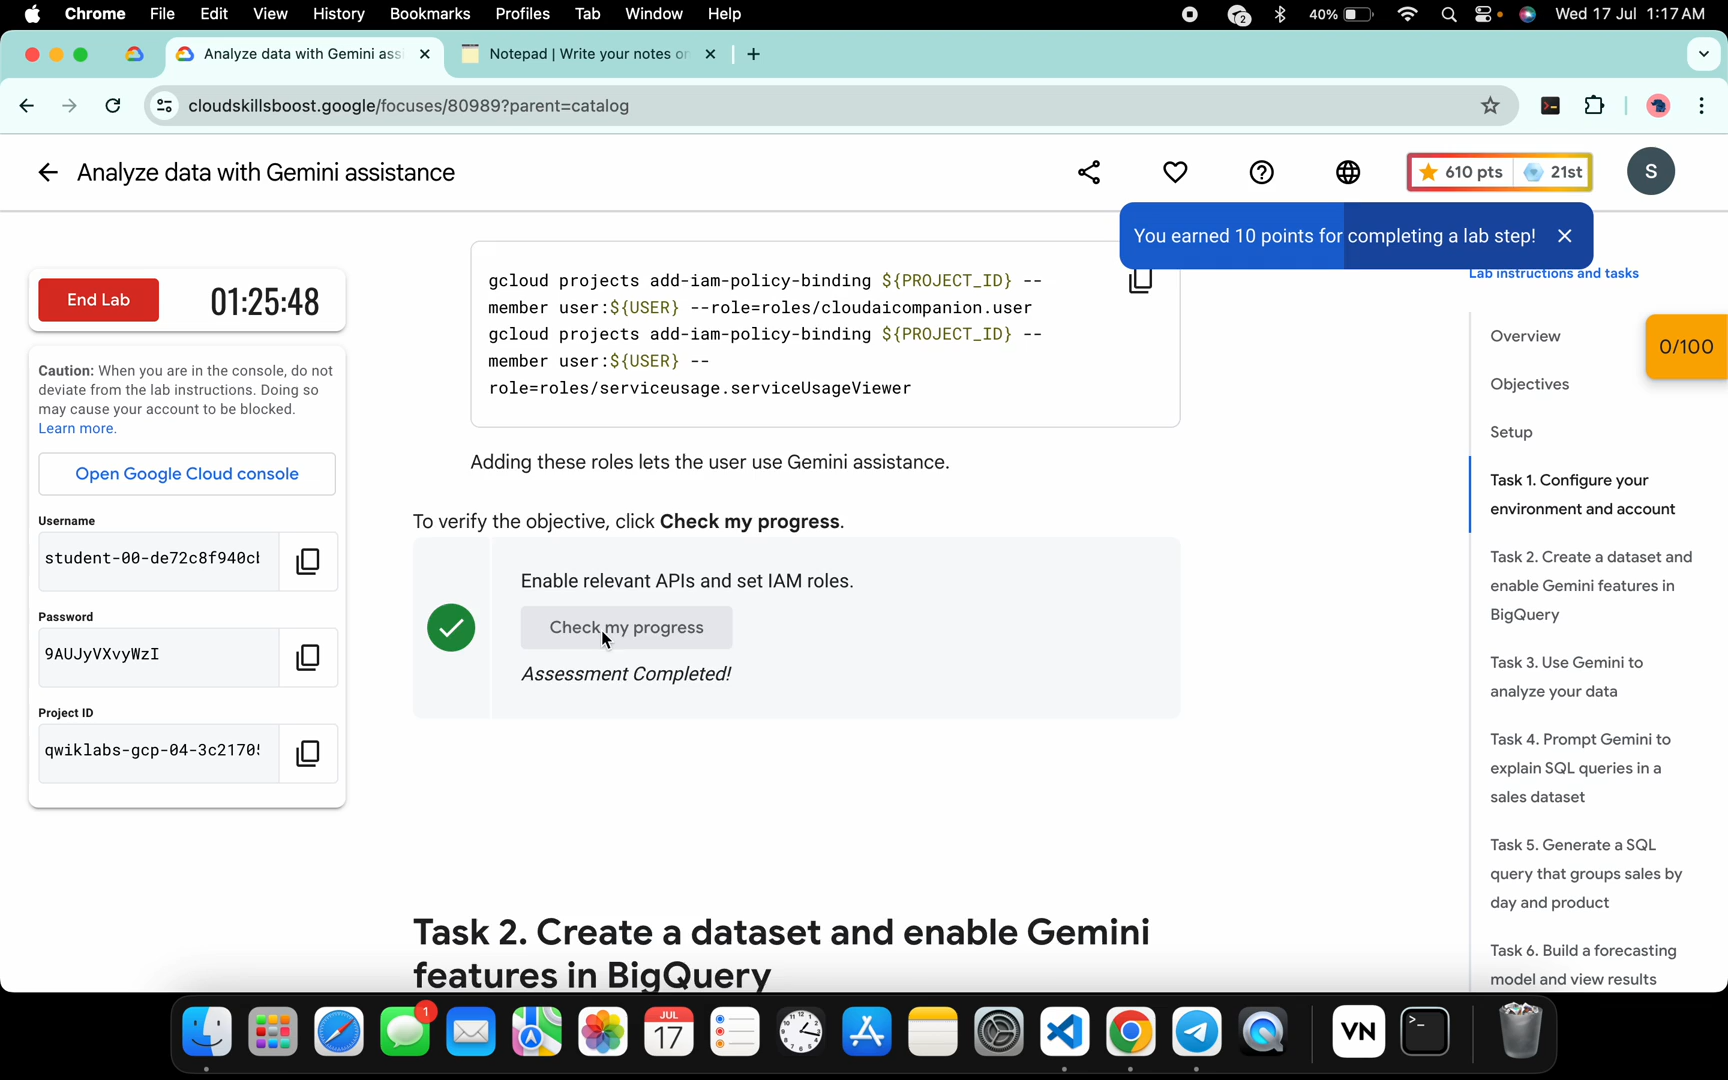 Chrome File Edit View History Bookmarks Profiles Tab Window Help 2 40% Wed 17 Jul 1:17 AM
Analyze data with Gemini ass Notepad | Write your notes or
cloudskillsboost.google/focuses/80989?parent=catalog
Analyze data with Gemini assistance 610 pts 21st S
You earned 10 points for completing a lab step!
End Lab 01:25:48
Caution: When you are in the console, do not
deviate from the lab instructions. Doing so
may cause your account to be blocked.
Learn more.
Open Google Cloud console
Username
student-00-de72c8f940cb
Password
9AUJyVXvyWzI
Project ID
qwiklabs-gcp-04-3c2170
gcloud projects add-iam-policy-binding ${PROJECT_ID} --
member user:${USER} --role=roles/cloudaicompanion.user
gcloud projects add-iam-policy-binding ${PROJECT_ID} --
member user:${USER} --
role=roles/serviceusage.serviceUsageViewer
Adding these roles lets the user use Gemini assistance.
To verify the objective, click Check my progress.
Enable relevant APIs and set IAM roles.
Check my progress
Assessment Completed!
Task 2. Create a dataset and enable Gemini
features in BigQuery
Lab instructions and tasks
0/100
Overview
Objectives
Setup
Task 1. Configure your
environment and account
Task 2. Create a dataset and
enable Gemini features in
BigQuery
Task 3. Use Gemini to
analyze your data
Task 4. Prompt Gemini to
explain SQL queries in a
sales dataset
Task 5. Generate a SQL
query that groups sales by
day and product
Task 6. Build a forecasting
model and view results
1
JUL
17
VN